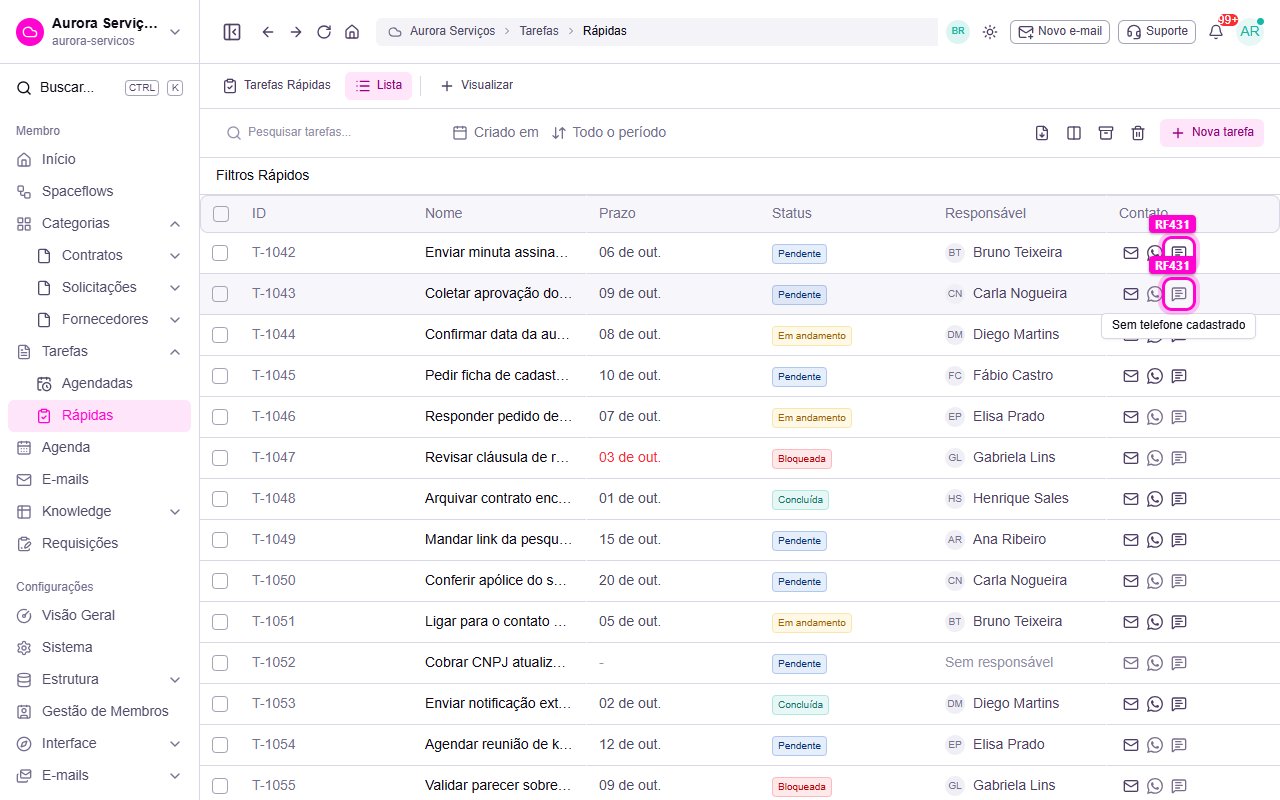 Aurora Serviç...
aurora-servicos
Aurora Serviços > Tarefas > Rápidas
BR
Novo e-mail
Suporte
99+
AR
Buscar...
CTRL K
Tarefas Rápidas
Lista
Visualizar
Pesquisar tarefas...
Criado em
Todo o período
Nova tarefa
Filtros Rápidos
Membro
Início
Spaceflows
Categorias
Contratos
Solicitações
Fornecedores
Tarefas
Agendadas
Rápidas
Agenda
E-mails
Knowledge
Requisições
Configurações
Visão Geral
Sistema
Estrutura
Gestão de Membros
Interface
E-mails
ID Nome Prazo Status Responsável Contato
RF431
T-1042 Enviar minuta assina... 06 de out. Pendente BT Bruno Teixeira
RF431
T-1043 Coletar aprovação do... 09 de out. Pendente CN Carla Nogueira
Sem telefone cadastrado
T-1044 Confirmar data da au... 08 de out. Em andamento DM Diego Martins
T-1045 Pedir ficha de cadast... 10 de out. Pendente FC Fábio Castro
T-1046 Responder pedido de... 07 de out. Em andamento EP Elisa Prado
T-1047 Revisar cláusula de r... 03 de out. Bloqueada GL Gabriela Lins
T-1048 Arquivar contrato enc... 01 de out. Concluída HS Henrique Sales
T-1049 Mandar link da pesqu... 15 de out. Pendente AR Ana Ribeiro
T-1050 Conferir apólice do s... 20 de out. Pendente CN Carla Nogueira
T-1051 Ligar para o contato ... 05 de out. Em andamento BT Bruno Teixeira
T-1052 Cobrar CNPJ atualiz... - Pendente Sem responsável
T-1053 Enviar notificação ext... 02 de out. Concluída DM Diego Martins
T-1054 Agendar reunião de k... 12 de out. Pendente EP Elisa Prado
T-1055 Validar parecer sobre... 09 de out. Bloqueada GL Gabriela Lins